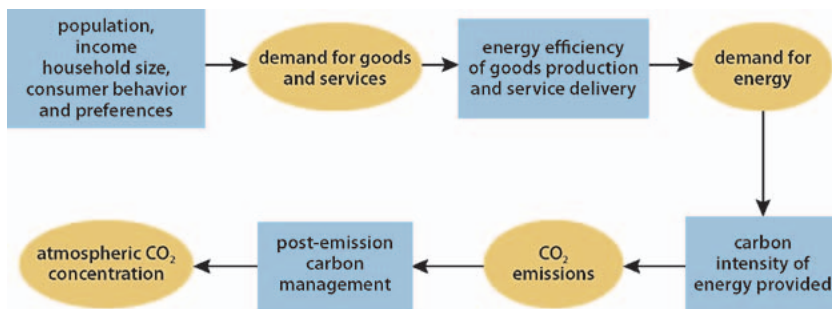 population,
income
household size,
consumer behavior
and preferences
demand for goods
and services
energy efficiency
of goods production
and service delivery
demand for
energy
carbon
intensity of
energy provided
CO₂
emissions
post-emission
carbon
management
atmospheric CO₂
concentration